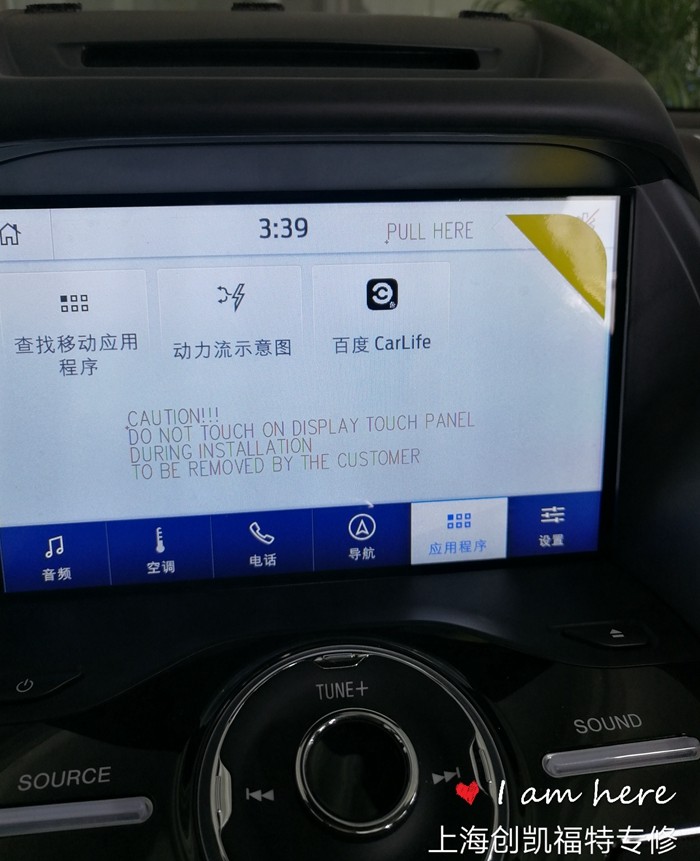 3:39
PULL HERE
查找移动应用
程序
动力流示意图
百度 CarLife
CAUTION!!!
DO NOT TOUCH ON DISPLAY TOUCH PANEL
DURING INSTALLATION
TO BE REMOVED BY THE CUSTOMER
音频
空调
电话
导航
应用程序
设置
TUNE+
SOUND
SOURCE
I am here
上海创凯福特专修